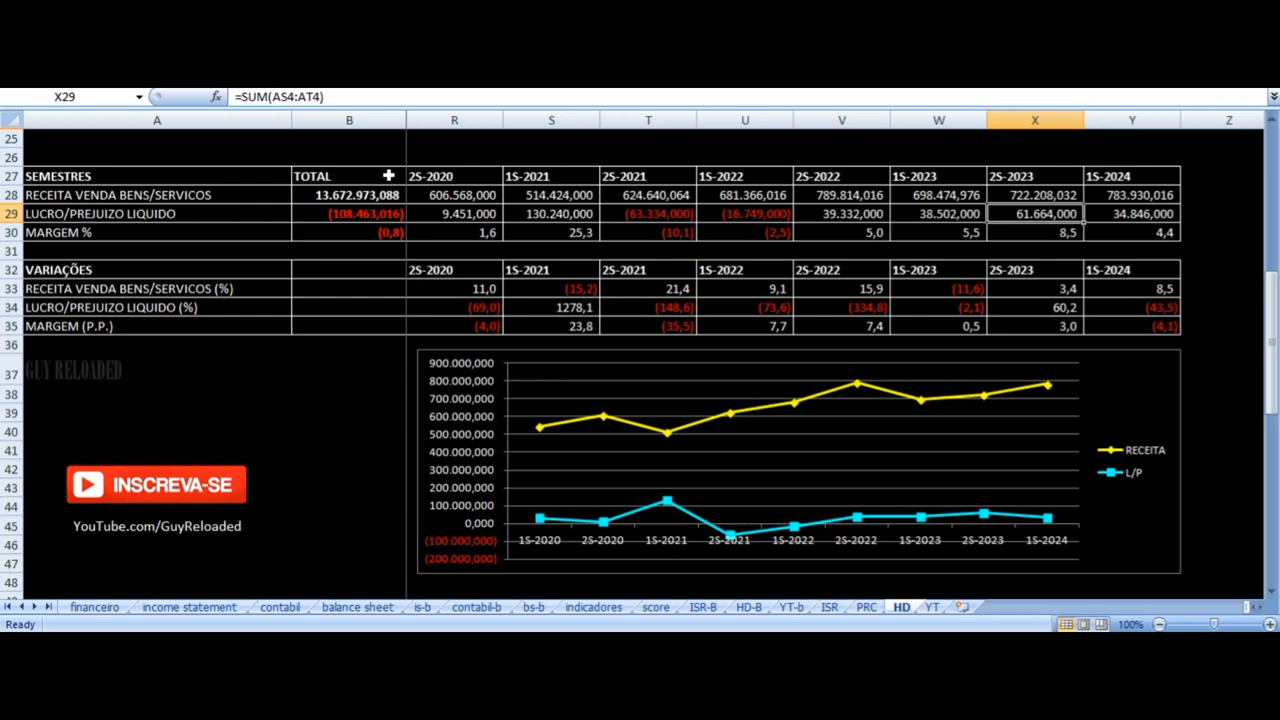 X29 fx =SUM(AS4:AT4)
A B R S T U V W X Y Z
25
26
27 SEMESTRES TOTAL 2S-2020 1S-2021 2S-2021 1S-2022 2S-2022 1S-2023 2S-2023 1S-2024
28 RECEITA VENDA BENS/SERVICOS 13.672.973,088 606.568,000 514.424,000 624.640,064 681.366,016 789.814,016 698.474,976 722.208,032 783.930,016
29 LUCRO/PREJUIZO LIQUIDO (108.463,016) 9.451,000 130.240,000 (63.334,000) (16.749,000) 39.332,000 38.502,000 61.664,000 34.846,000
30 MARGEM % (0,8) 1,6 25,3 (10,1) (2,5) 5,0 5,5 8,5 4,4
31
32 VARIAÇÕES 2S-2020 1S-2021 2S-2021 1S-2022 2S-2022 1S-2023 2S-2023 1S-2024
33 RECEITA VENDA BENS/SERVICOS (%) 11,0 (15,2) 21,4 9,1 15,9 (11,6) 3,4 8,5
34 LUCRO/PREJUIZO LIQUIDO (%) (69,0) 1278,1 (148,6) (73,6) (334,8) (2,1) 60,2 (43,5)
35 MARGEM (P.P.) (4,0) 23,8 (35,5) 7,7 7,4 0,5 3,0 (4,1)
36
37 GUY RELOADED
38
39
40
41
42
43
44
45
46
47
48
INSCREVA-SE
YouTube.com/GuyReloaded
900.000,000
800.000,000
700.000,000
600.000,000
500.000,000
400.000,000
300.000,000
200.000,000
100.000,000
0,000
(100.000,000)
(200.000,000)
1S-2020 2S-2020 1S-2021 2S-2021 1S-2022 2S-2022 1S-2023 2S-2023 1S-2024
RECEITA
L/P
financeiro income statement contabil balance sheet is-b contabil-b bs-b indicadores score ISR-B HD-B YT-b ISR PRC HD YT
Ready 100%